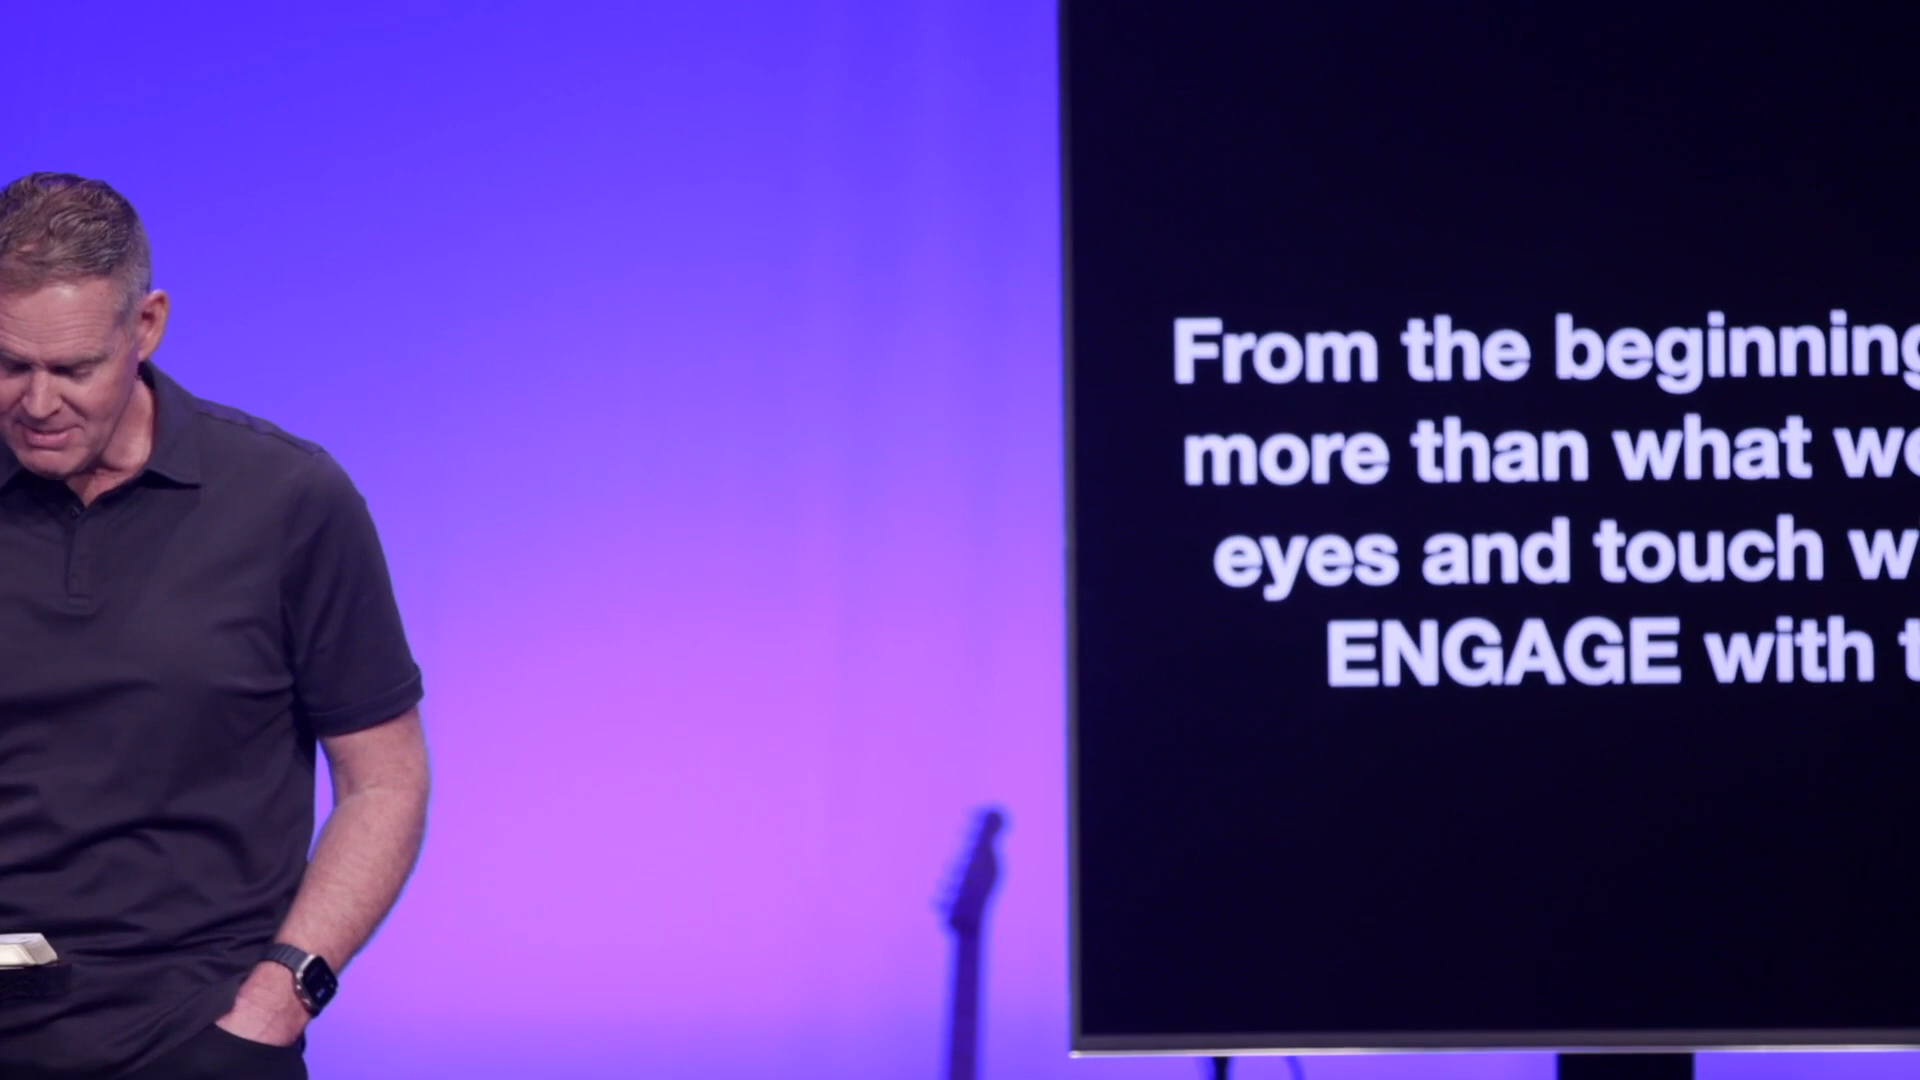 From the beginning
more than what we
eyes and touch w
ENGAGE with t